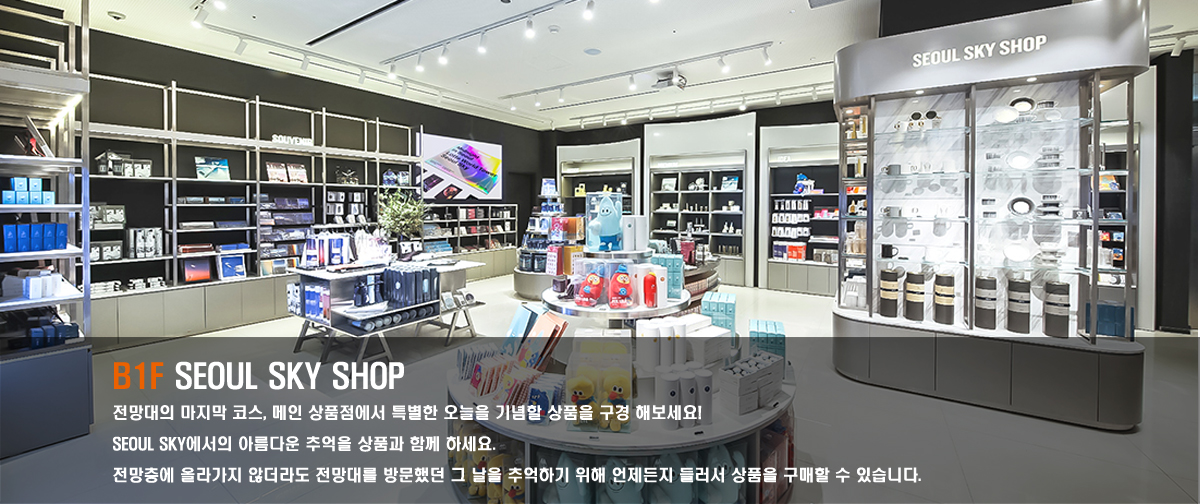 SEOUL SKY SHOP
SOUVENIR
B1F SEOUL SKY SHOP
전망대의 마지막 코스, 메인 상품점에서 특별한 오늘을 기념할 상품을 구경 해보세요!
SEOUL SKY에서의 아름다운 추억을 상품과 함께 하세요.
전망층에 올라가지 않더라도 전망대를 방문했던 그 날을 추억하기 위해 언제든지 들러서 상품을 구매할 수 있습니다.